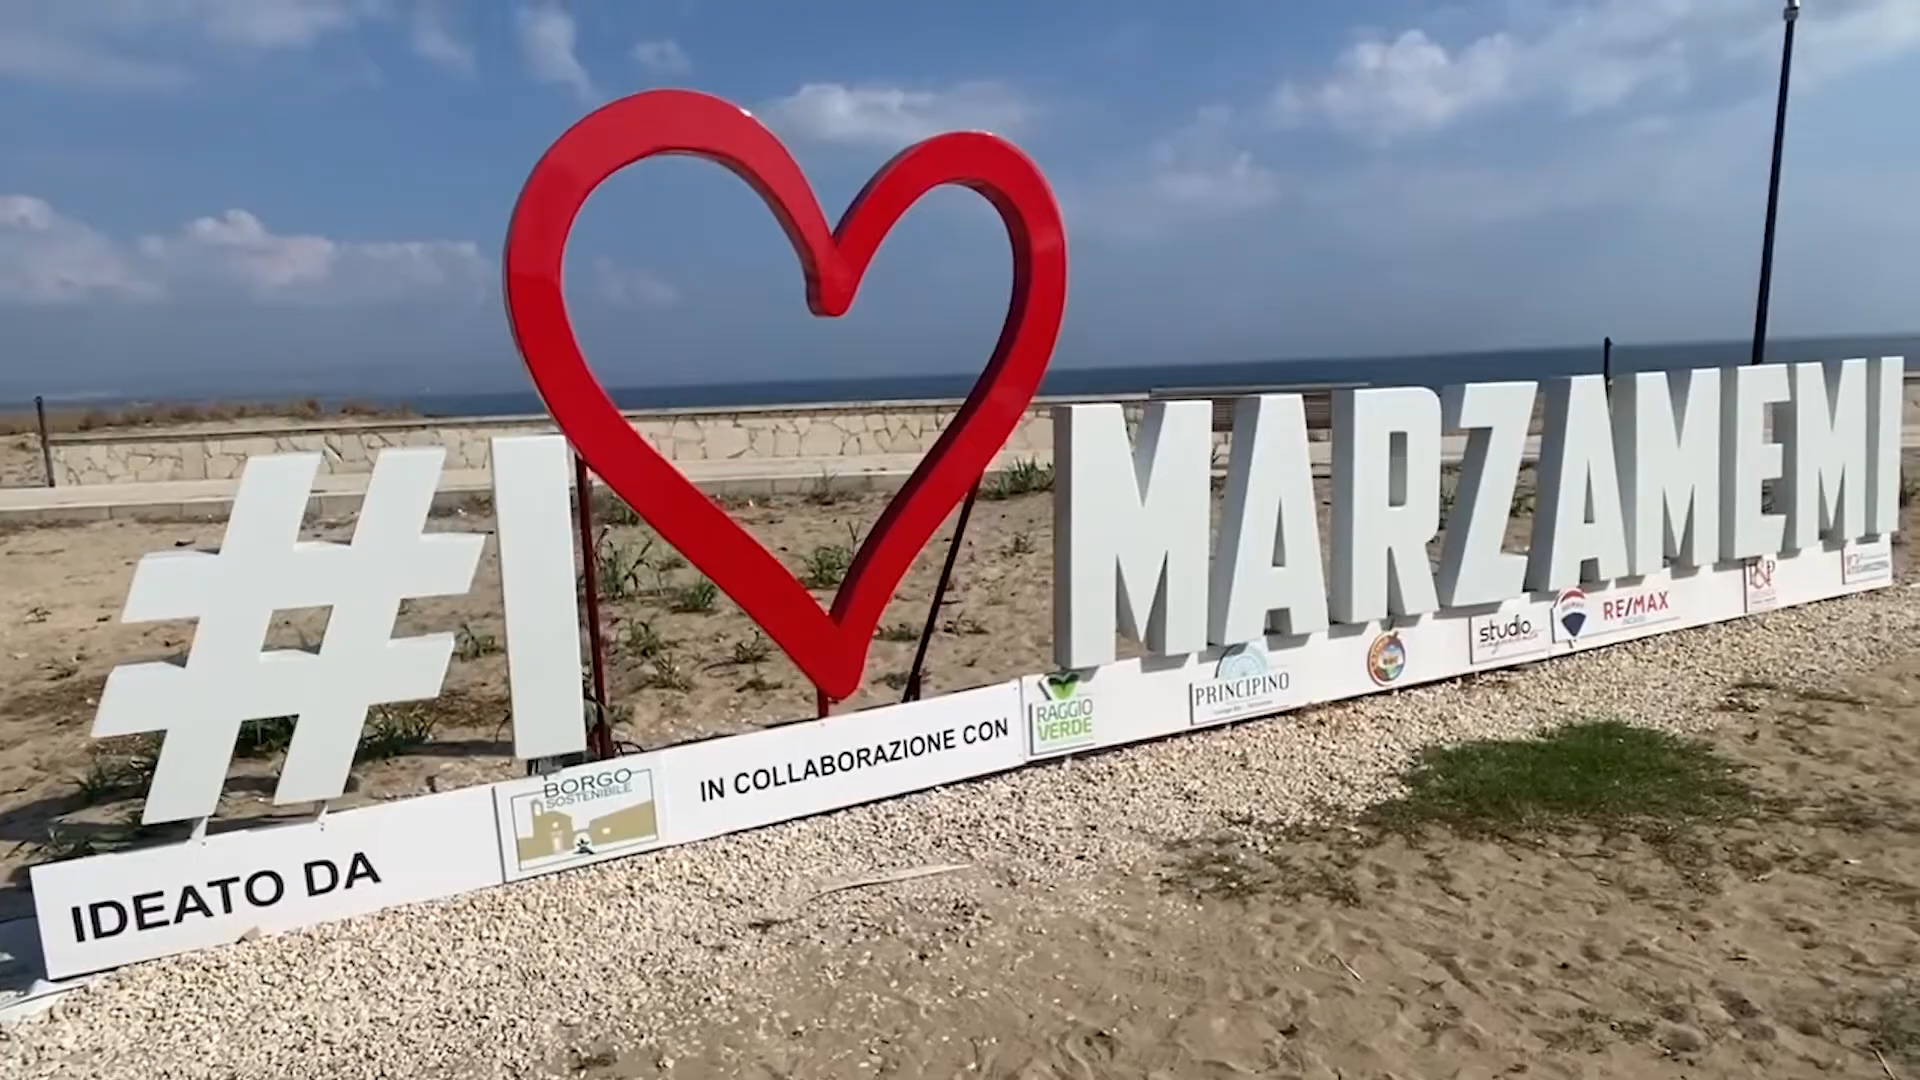 #I MARZAMEMI
IDEATO DA
BORGO
SOSTENIBILE
IN COLLABORAZIONE CON
RAGGIO
VERDE
PRINCIPINO
studio
RE/MAX